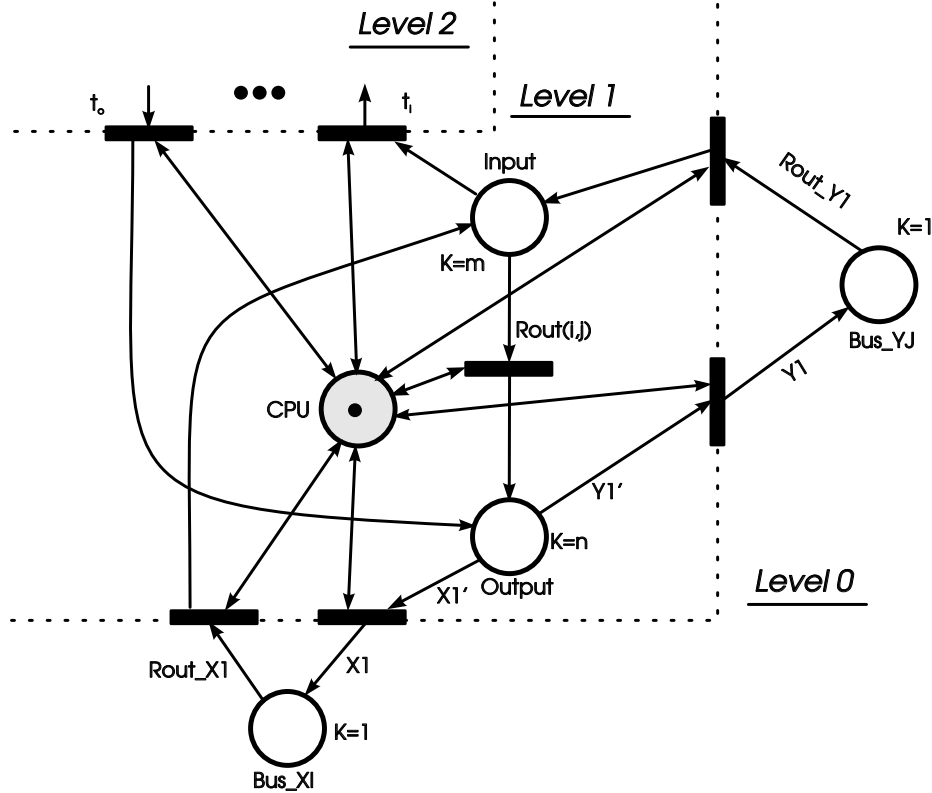 Level 2
t₀
tᵢ
Level 1
Input
Rout_Y1
K=1
K=m
Rout(i,j)
Bus_YJ
Y1
CPU
Y1’
K=n
Output
X1’
Level 0
Rout_X1
X1
K=1
Bus_XI